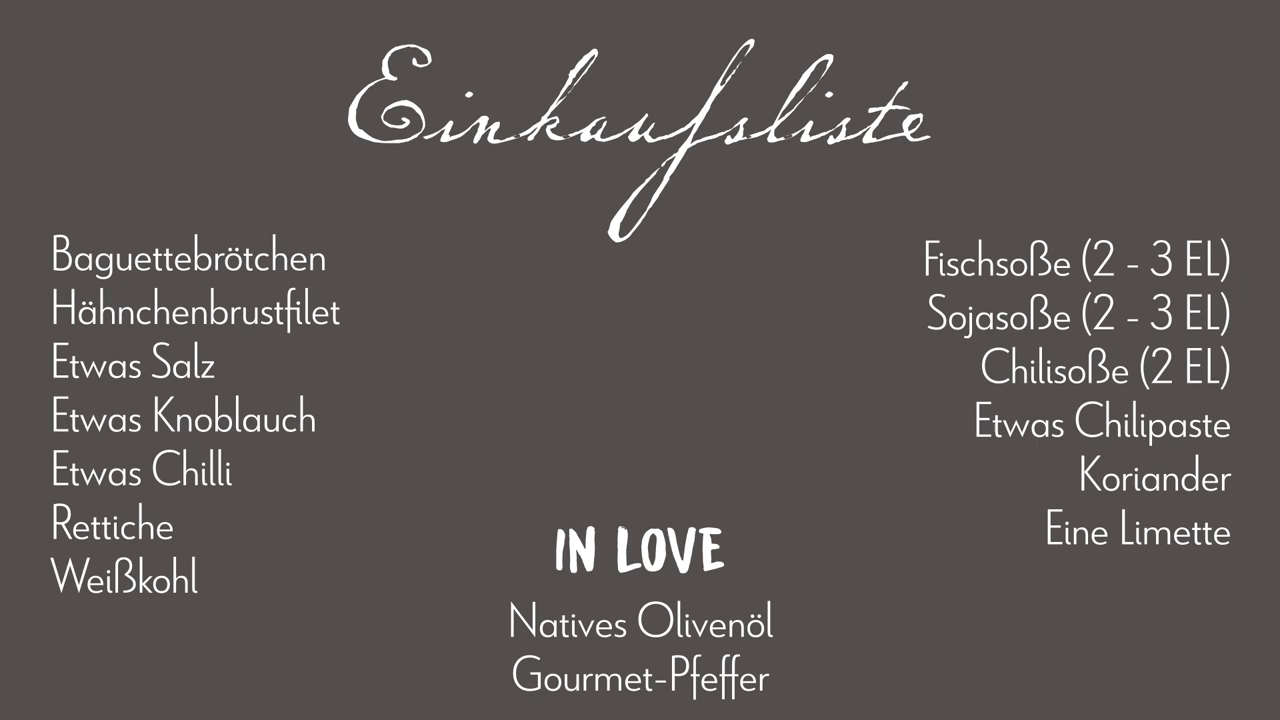 Einkaufsliste
Baguettebrötchen
Hähnchenbrustfilet
Etwas Salz
Etwas Knoblauch
Etwas Chilli
Rettiche
Weißkohl
Fischsoße (2 - 3 EL)
Sojasoße (2 - 3 EL)
Chilisoße (2 EL)
Etwas Chilipaste
Koriander
Eine Limette
IN LOVE
Natives Olivenöl
Gourmet-Pfeffer